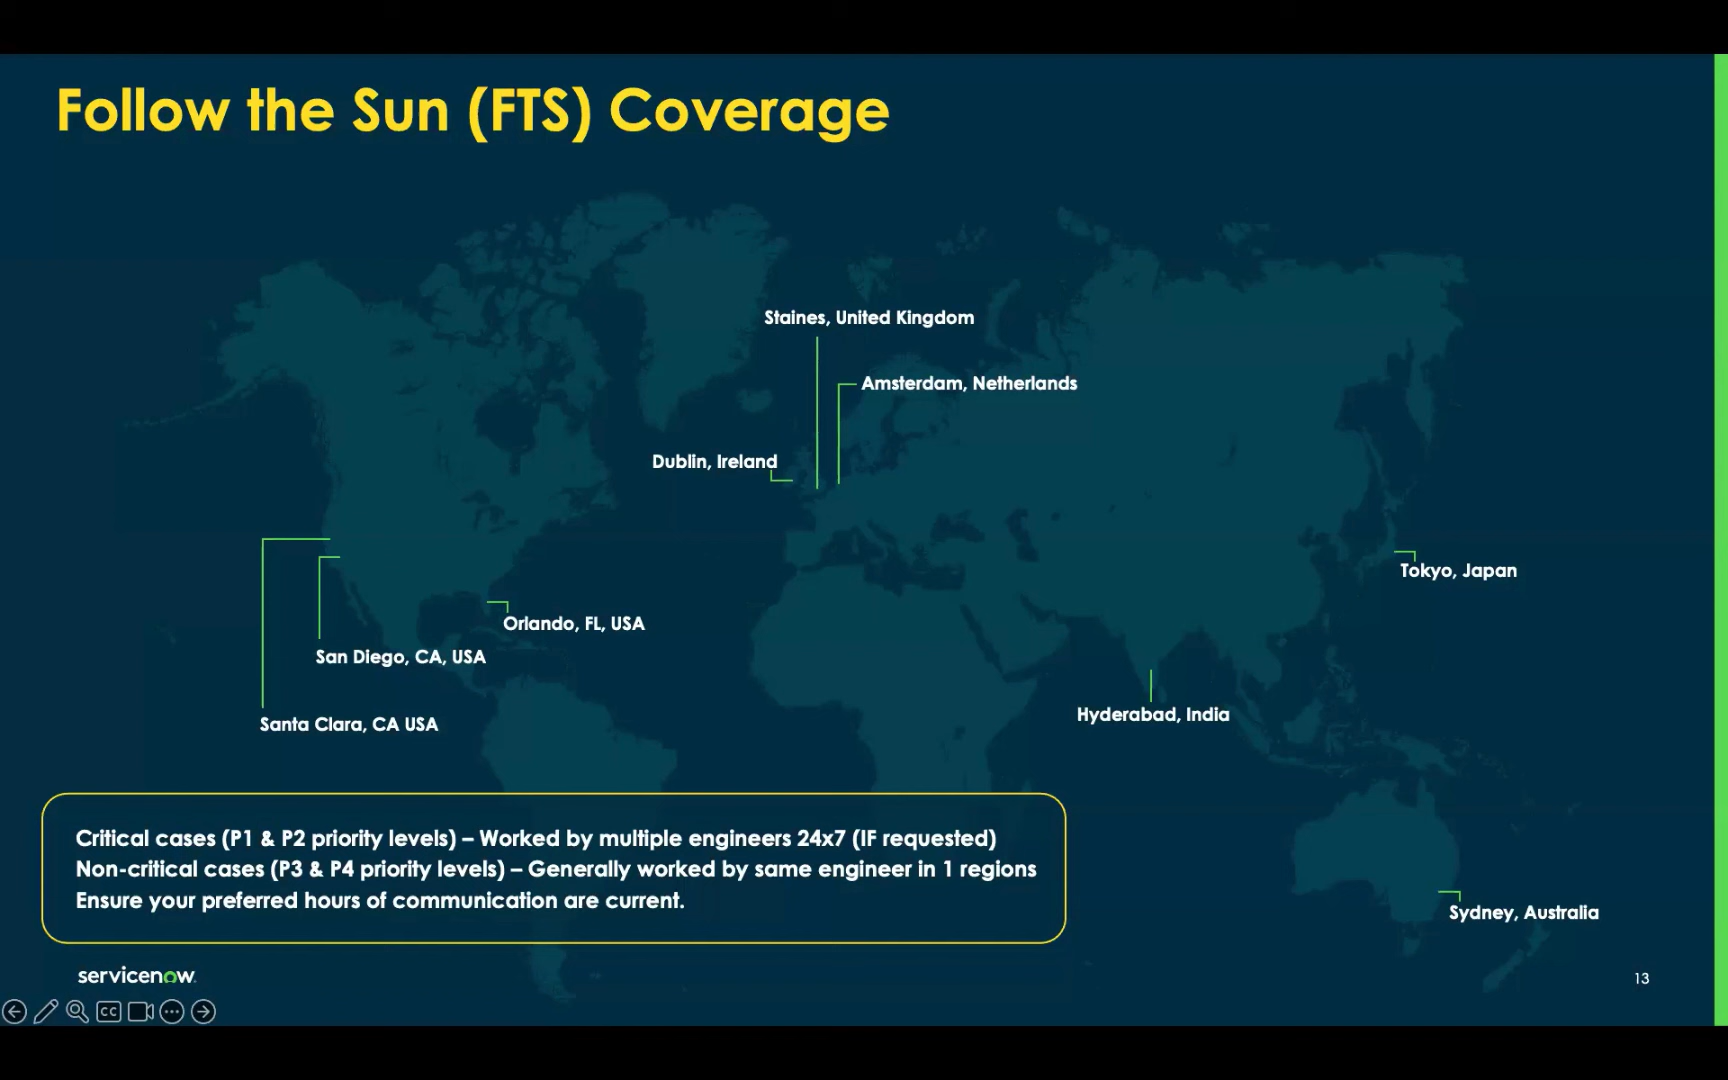 Follow the Sun (FTS) Coverage
Staines, United Kingdom
Amsterdam, Netherlands
Dublin, Ireland
Tokyo, Japan
Orlando, FL, USA
San Diego, CA, USA
Hyderabad, India
Santa Clara, CA USA
Critical cases (P1 & P2 priority levels) – Worked by multiple engineers 24x7 (IF requested)
Non-critical cases (P3 & P4 priority levels) – Generally worked by same engineer in 1 regions
Ensure your preferred hours of communication are current.
Sydney, Australia
servicenow
13
CC